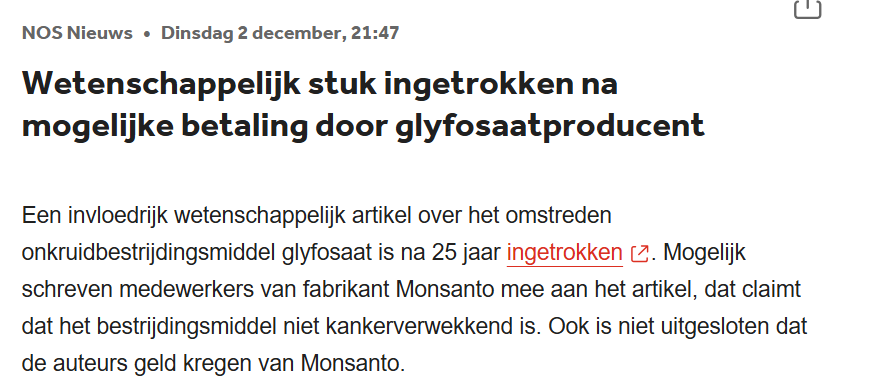 NOS Nieuws • Dinsdag 2 december, 21:47
Wetenschappelijk stuk ingetrokken na
mogelijke betaling door glyfosaatproducent
Een invloedrijk wetenschappelijk artikel over het omstreden
onkruidbestrijdingsmiddel glyfosaat is na 25 jaar ingetrokken. Mogelijk
schreven medewerkers van fabrikant Monsanto mee aan het artikel, dat claimt
dat het bestrijdingsmiddel niet kankerverwekkend is. Ook is niet uitgesloten dat
de auteurs geld kregen van Monsanto.